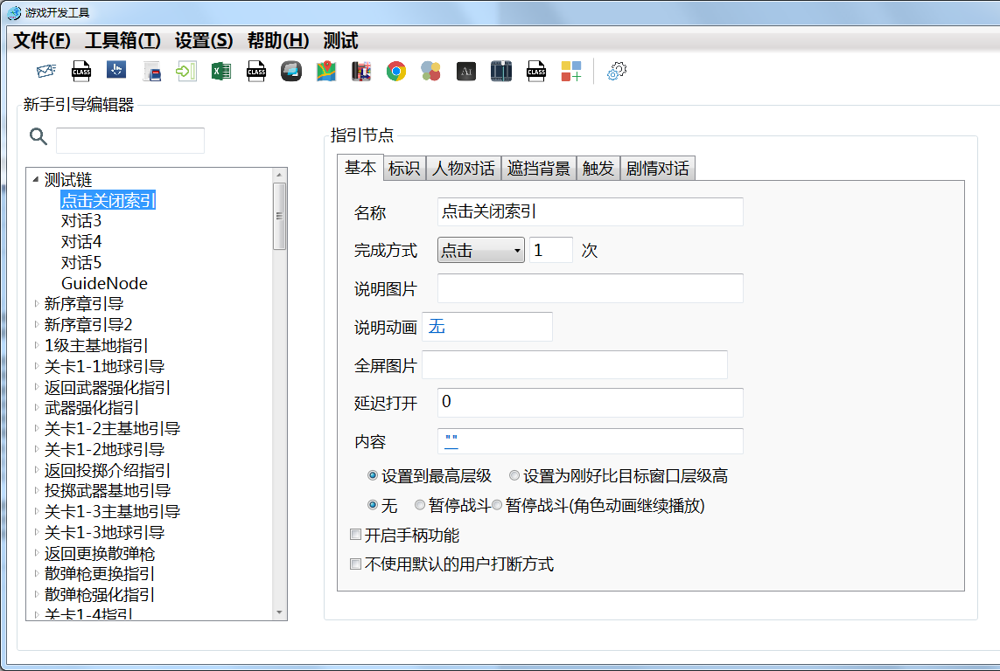 游戏开发工具
文件(F) 工具箱(T) 设置(S) 帮助(H) 测试
CLASS CLASS Ai CLASS
新手引导编辑器
测试链
点击关闭索引
对话3
对话4
对话5
GuideNode
新序章引导
新序章引导2
1级主基地指引
关卡1-1地球引导
返回武器强化指引
武器强化指引
关卡1-2主基地引导
关卡1-2地球引导
返回投掷介绍指引
投掷武器基地引导
关卡1-3主基地引导
关卡1-3地球引导
返回更换散弹枪
散弹枪更换指引
散弹枪强化指引
关卡1-4指引
指引节点
基本 标识 人物对话 遮挡背景 触发 剧情对话
名称 点击关闭索引
完成方式 点击 1 次
说明图片
说明动画 无
全屏图片
延迟打开 0
内容 ""
设置到最高层级 设置为刚好比目标窗口层级高
无 暂停战斗 暂停战斗(角色动画继续播放)
开启手柄功能
不使用默认的用户打断方式